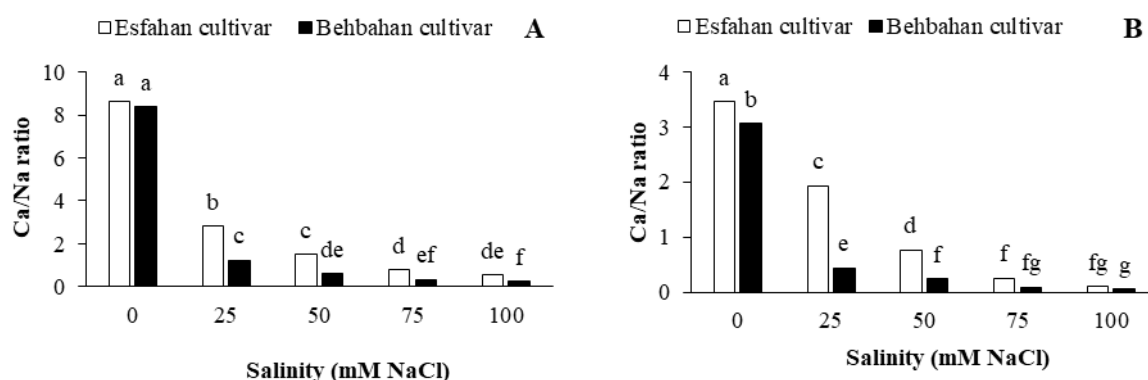 Esfahan cultivar Behbahan cultivar A
10
8
6
4
2
0
Ca/Na ratio
a a
b c
c de
d ef
de f
0 25 50 75 100
Salinity (mM NaCl)
Esfahan cultivar Behbahan cultivar B
4
3
2
1
0
Ca/Na ratio
a b
c e
d f
f fg
fg g
0 25 50 75 100
Salinity (mM NaCl)